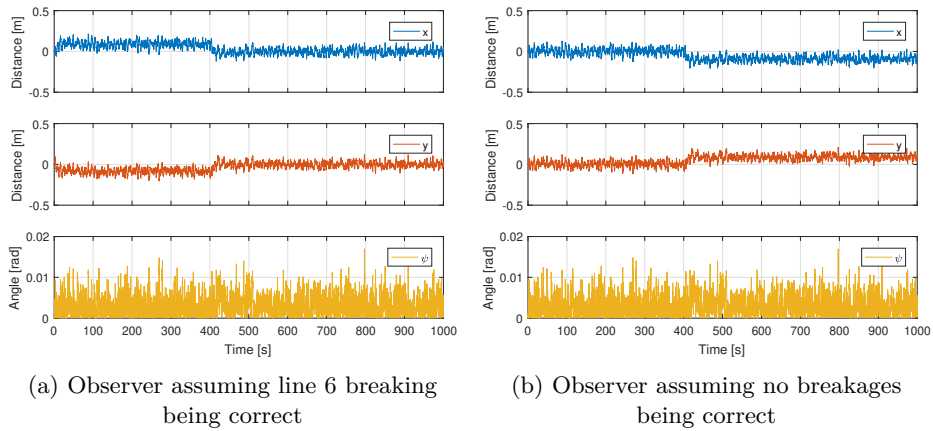 0.5
0
-0.5
Distance [m]
x
0.5
0
-0.5
Distance [m]
y
0.02
0.01
0
Angle [rad]
ψ
0 100 200 300 400 500 600 700 800 900 1000
Time [s]
(a) Observer assuming line 6 breaking
being correct
0.5
0
-0.5
Distance [m]
x
0.5
0
-0.5
Distance [m]
y
0.02
0.01
0
Angle [rad]
ψ
0 100 200 300 400 500 600 700 800 900 1000
Time [s]
(b) Observer assuming no breakages
being correct